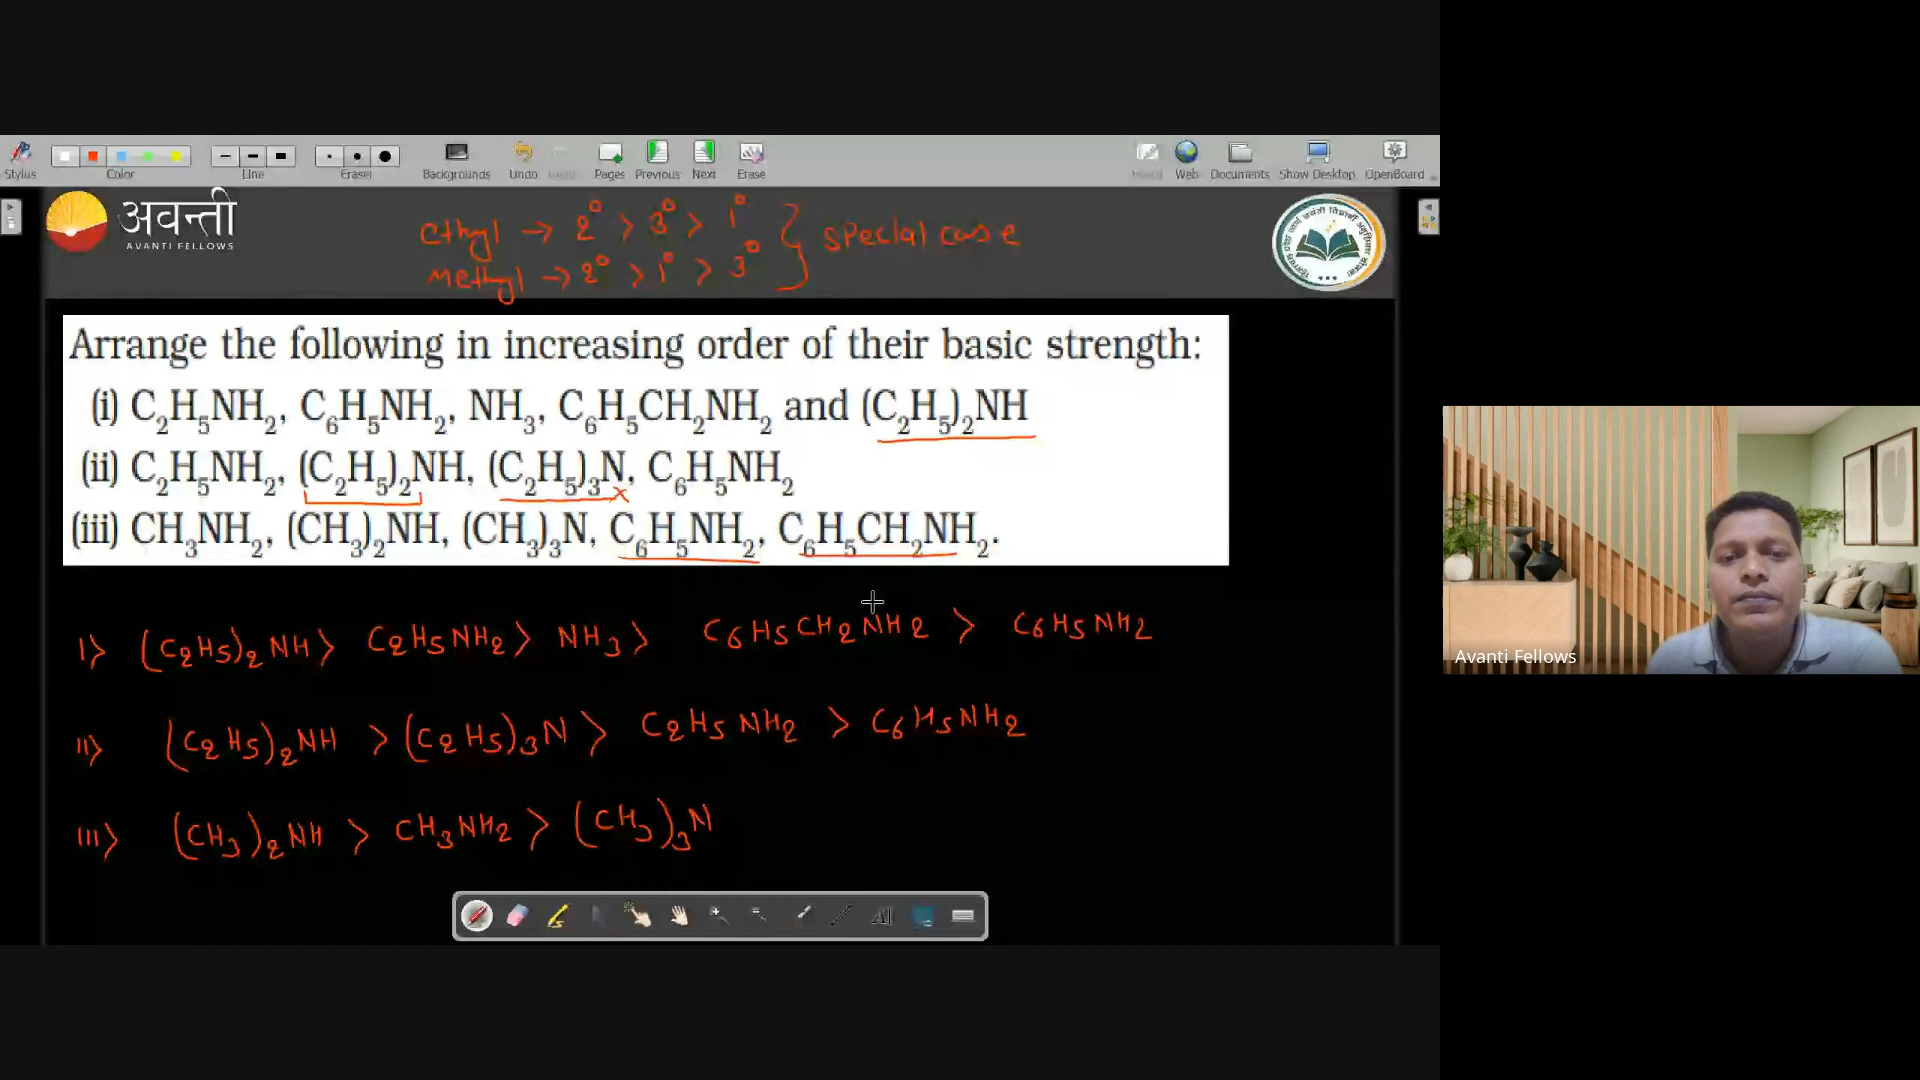 Stylus Color Line Eraser Backgrounds Undo Pages Previous Next Erase Web Documents Show Desktop OpenBoard
अवन्ती
AVANTI FELLOWS
Ethyl → 2° > 3° > 1° } special case
Methyl → 2° > 1° > 3°
Arrange the following in increasing order of their basic strength:
(i) C₂H₅NH₂, C₆H₅NH₂, NH₃, C₆H₅CH₂NH₂ and (C₂H₅)₂NH
(ii) C₂H₅NH₂, (C₂H₅)₂NH, (C₂H₅)₃N, C₆H₅NH₂
(iii) CH₃NH₂, (CH₃)₂NH, (CH₃)₃N, C₆H₅NH₂, C₆H₅CH₂NH₂.
I) (C₂H₅)₂NH > C₂H₅NH₂ > NH₃ > C₆H₅CH₂NH₂ > C₆H₅NH₂
II) (C₂H₅)₂NH > (C₂H₅)₃N > C₂H₅NH₂ > C₆H₅NH₂
III) (CH₃)₂NH > CH₃NH₂ > (CH₃)₃N
Avanti Fellows